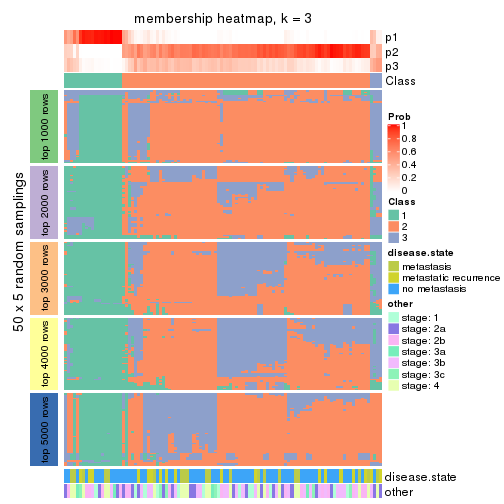 membership heatmap, k = 3
p1
p2
p3
Class
50 x 5 random samplings
top 1000 rows
top 2000 rows
top 3000 rows
top 4000 rows
top 5000 rows
Prob
1
0.8
0.6
0.4
0.2
0
Class
1
2
3
disease.state
metastasis
metastatic recurrence
no metastasis
other
stage: 1
stage: 2a
stage: 2b
stage: 3a
stage: 3b
stage: 3c
stage: 4
disease.state
other